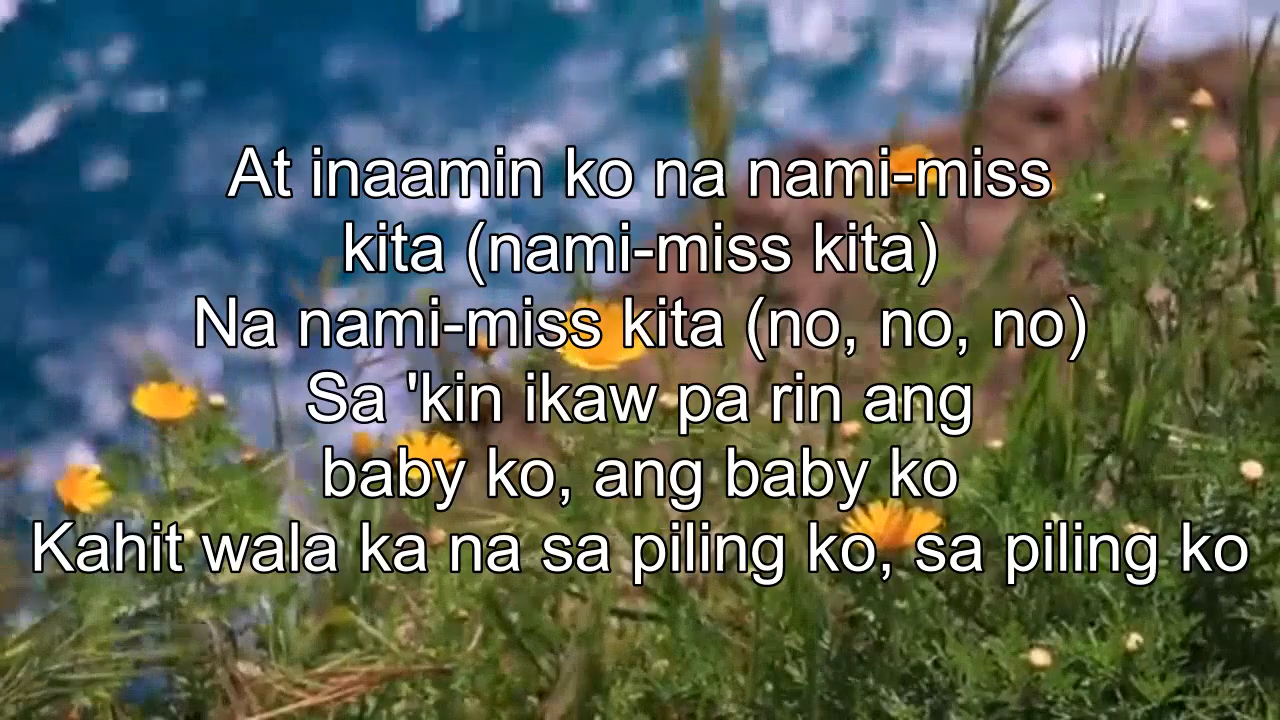 At inaamin ko na nami-miss
kita (nami-miss kita)
Na nami-miss kita (no, no, no)
Sa 'kin ikaw pa rin ang
baby ko, ang baby ko
Kahit wala ka na sa piling ko, sa piling ko